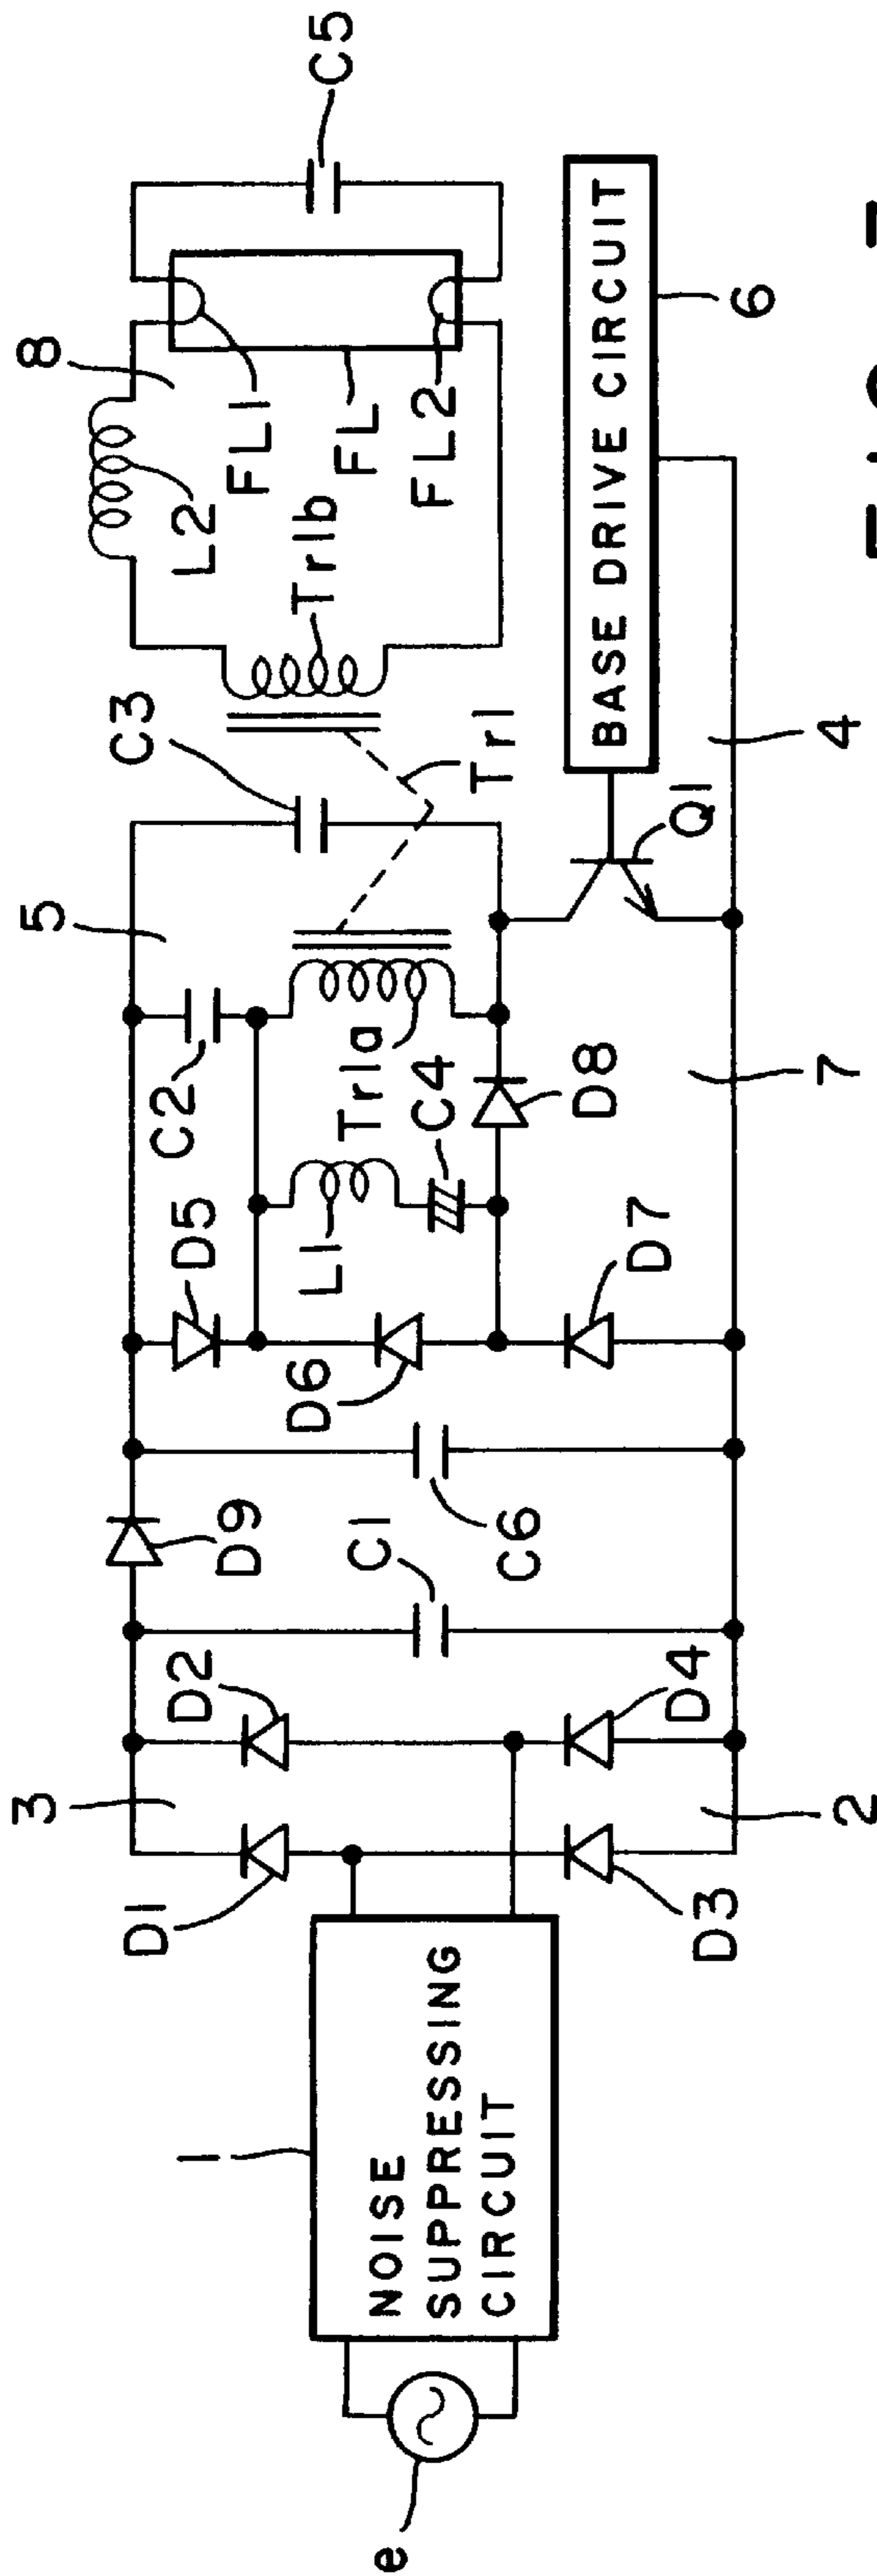 e
1
NOISE
SUPPRESSING
CIRCUIT
3
D1
D2
D3
D4
2
C1
D9
C6
D5
D6
D7
C2
L1
Tr1a
C4
D8
5
C3
Tr1
7
Q1
4
8
L2
Tr1b
FL1
FL
FL2
C5
BASE DRIVE CIRCUIT
6